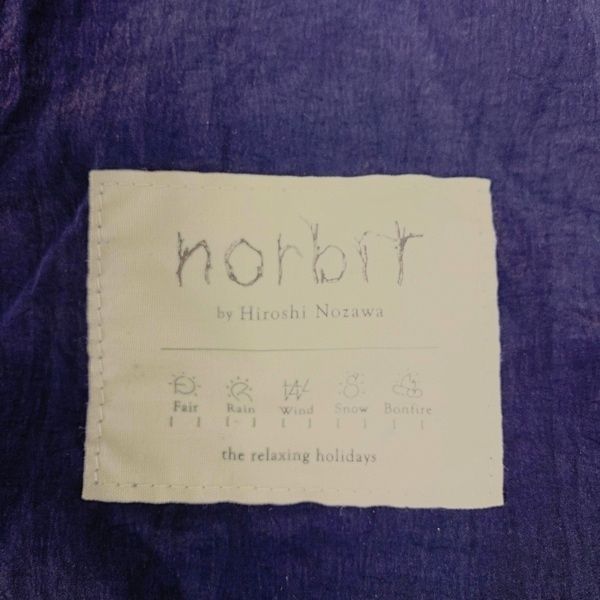 norbit
by Hiroshi Nozawa
Fair Rain Wind Snow Bonfire
[ ] [ ~ ] [ ] [ ] [ ]
the relaxing holidays